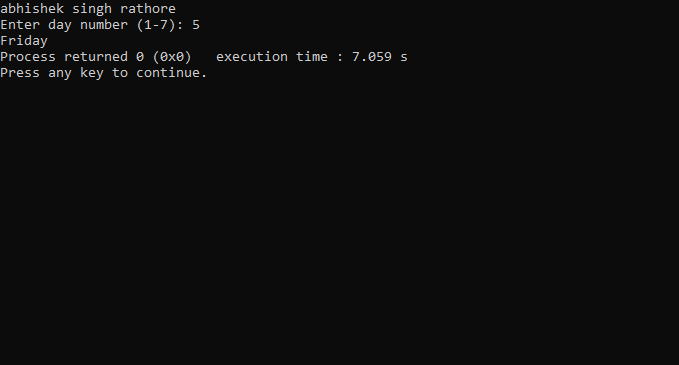 abhishek singh rathore
Enter day number (1-7): 5
Friday
Process returned 0 (0x0)   execution time : 7.059 s
Press any key to continue.